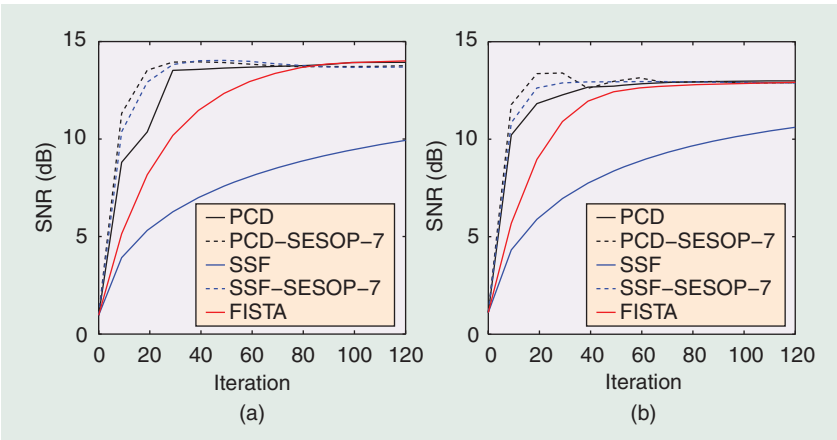 15
10
5
0
SNR (dB)
PCD
PCD-SESOP-7
SSF
SSF-SESOP-7
FISTA
0 20 40 60 80 100 120
Iteration
(a)
15
10
5
0
SNR (dB)
PCD
PCD-SESOP-7
SSF
SSF-SESOP-7
FISTA
0 20 40 60 80 100 120
Iteration
(b)